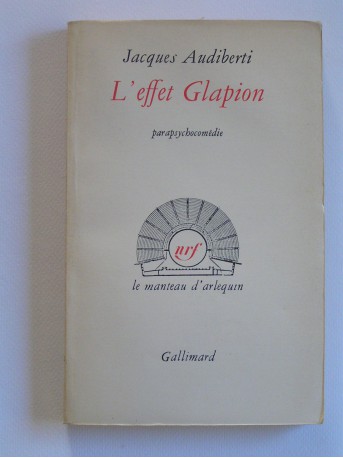 Jacques Audiberti
L'effet Glapion
parapsychocomédie
nrf
le manteau d'arlequin
Gallimard